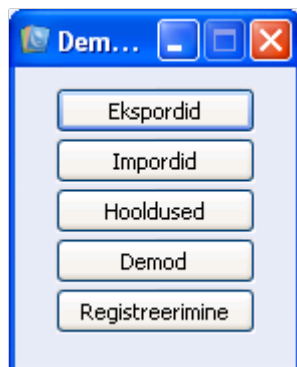 Dem...
Ekspordid
Impordid
Hooldused
Demod
Registreerimine